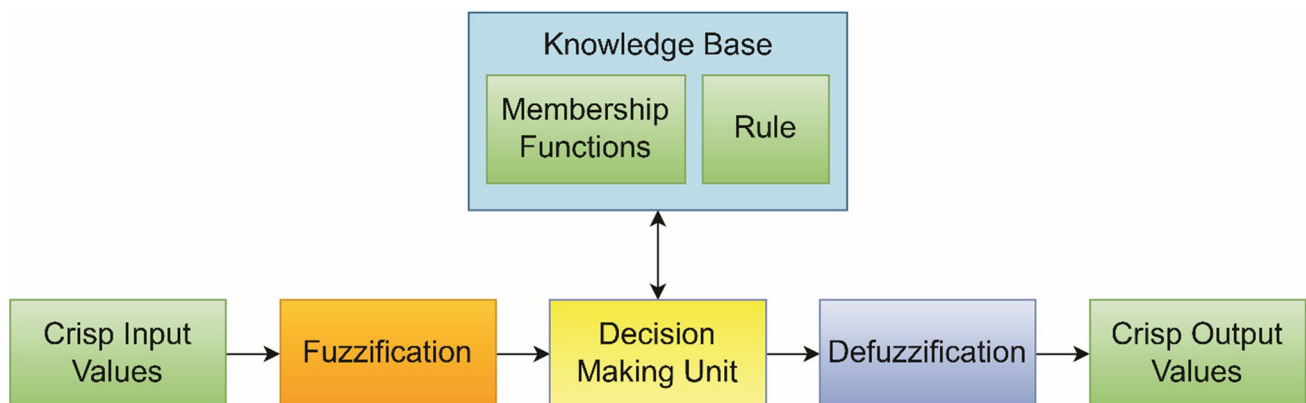 Knowledge Base
Membership
Functions
Rule
Crisp Input
Values
Fuzzification
Decision
Making Unit
Defuzzification
Crisp Output
Values